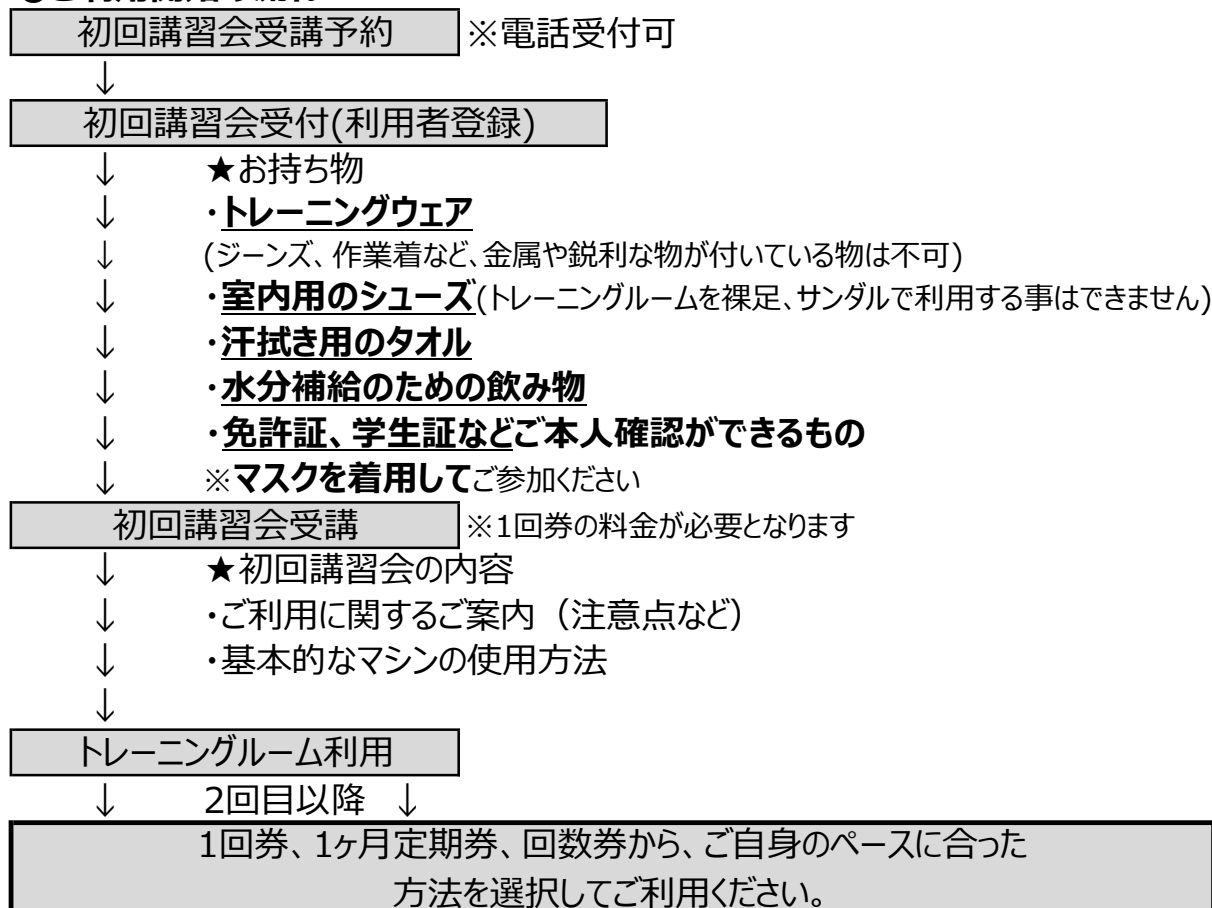 初回講習会受講予約 ※電話受付可
↓
初回講習会受付(利用者登録)
↓ ★お持ち物
↓ ・トレーニングウェア
↓ (ジーンズ、作業着など、金属や鋭利な物が付いている物は不可)
↓ ・室内用のシューズ(トレーニングルームを裸足、サンダルで利用する事はできません)
↓ ・汗拭き用のタオル
↓ ・水分補給のための飲み物
↓ ・免許証、学生証などご本人確認ができるもの
↓ ※マスクを着用してご参加ください
初回講習会受講 ※1回券の料金が必要となります
↓ ★初回講習会の内容
↓ ・ご利用に関するご案内（注意点など）
↓ ・基本的なマシンの使用方法
↓
トレーニングルーム利用
↓ 2回目以降 ↓
1回券、1ヶ月定期券、回数券から、ご自身のペースに合った
方法を選択してご利用ください。